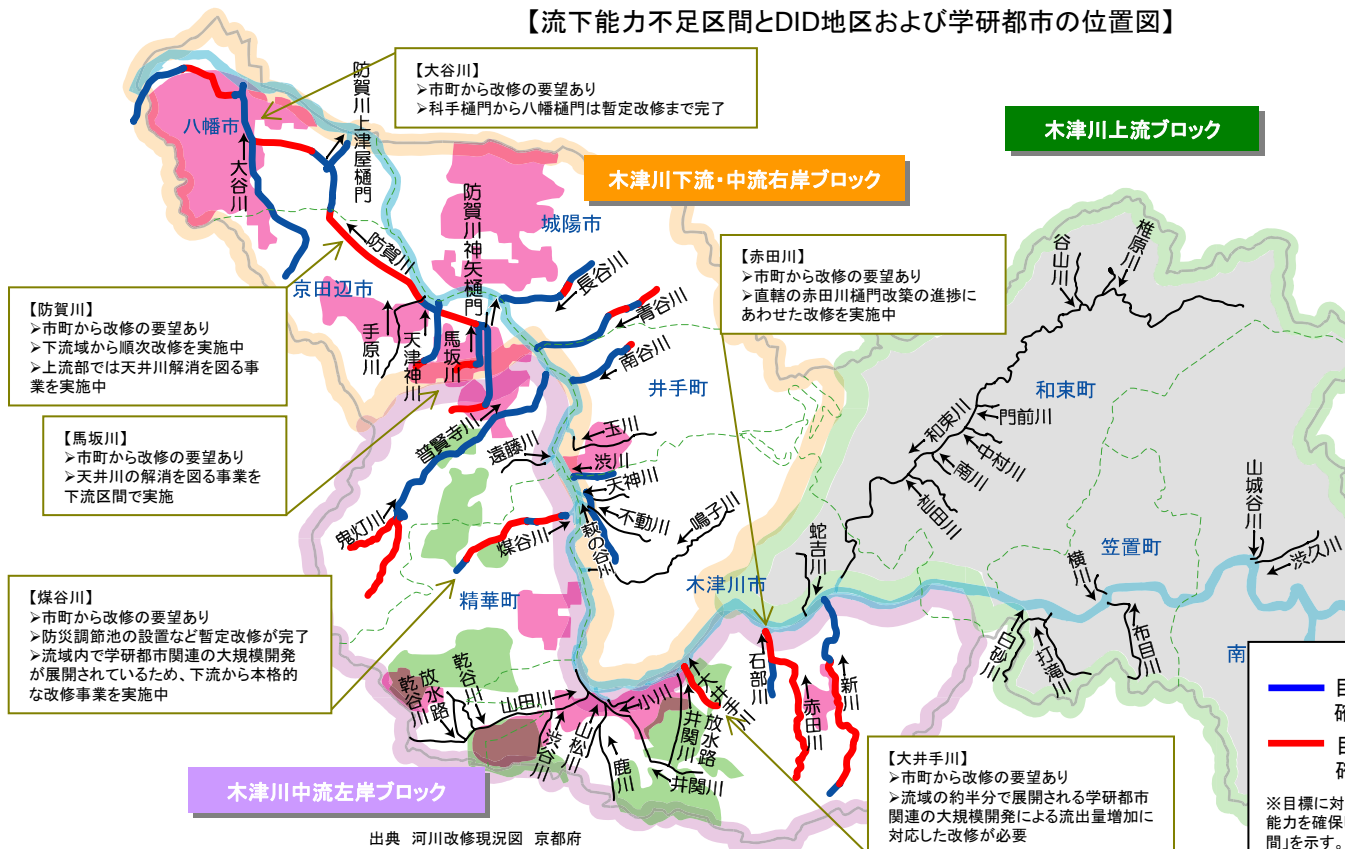 【流下能力不足区間とDID地区および学研都市の位置図】
【大谷川】
➢市町から改修の要望あり
➢科手樋門から八幡樋門は暫定改修まで完了
木津川上流ブロック
木津川下流・中流右岸ブロック
防賀川上津屋樋門
八幡市
大谷川
防賀川神矢樋門
城陽市
【赤田川】
➢市町から改修の要望あり
➢直轄の赤田川樋門改築の進捗に
あわせた改修を実施中
谷山川
椎原川
防賀川
長谷川
京田辺市
青谷川
【防賀川】
➢市町から改修の要望あり
➢下流域から順次改修を実施中
➢上流部では天井川解消を図る事
業を実施中
手原川
天津神川
馬坂川
南谷川
井手町
和束町
和束川
門前川
中村川
南川
杣田川
【馬坂川】
➢市町から改修の要望あり
➢天井川の解消を図る事業を
下流区間で実施
普賢寺川
遠藤川
玉川
渋川
天神川
不動川
鳴子川
萩の谷川
鬼灯川
煤谷川
蛇吉川
山城谷川
渋久川
笠置町
横川
布目川
白砂川
打滝川
南
【煤谷川】
➢市町から改修の要望あり
➢防災調節池の設置など暫定改修が完了
➢流域内で学研都市関連の大規模開発
が展開されているため、下流から本格的
な改修事業を実施中
精華町
木津川市
石部川
赤田川
新川
大井手川
放水路
井関川
小川
乾谷川
放水路
乾谷川
山田川
渋谷川
山松川
鹿川
井関川
木津川中流左岸ブロック
【大井手川】
➢市町から改修の要望あり
➢流域の約半分で展開される学研都市
関連の大規模開発による流出量増加に
対応した改修が必要
目
確
目
確
※目標に対
能力を確保
間」を示す。
出典 河川改修現況図 京都府